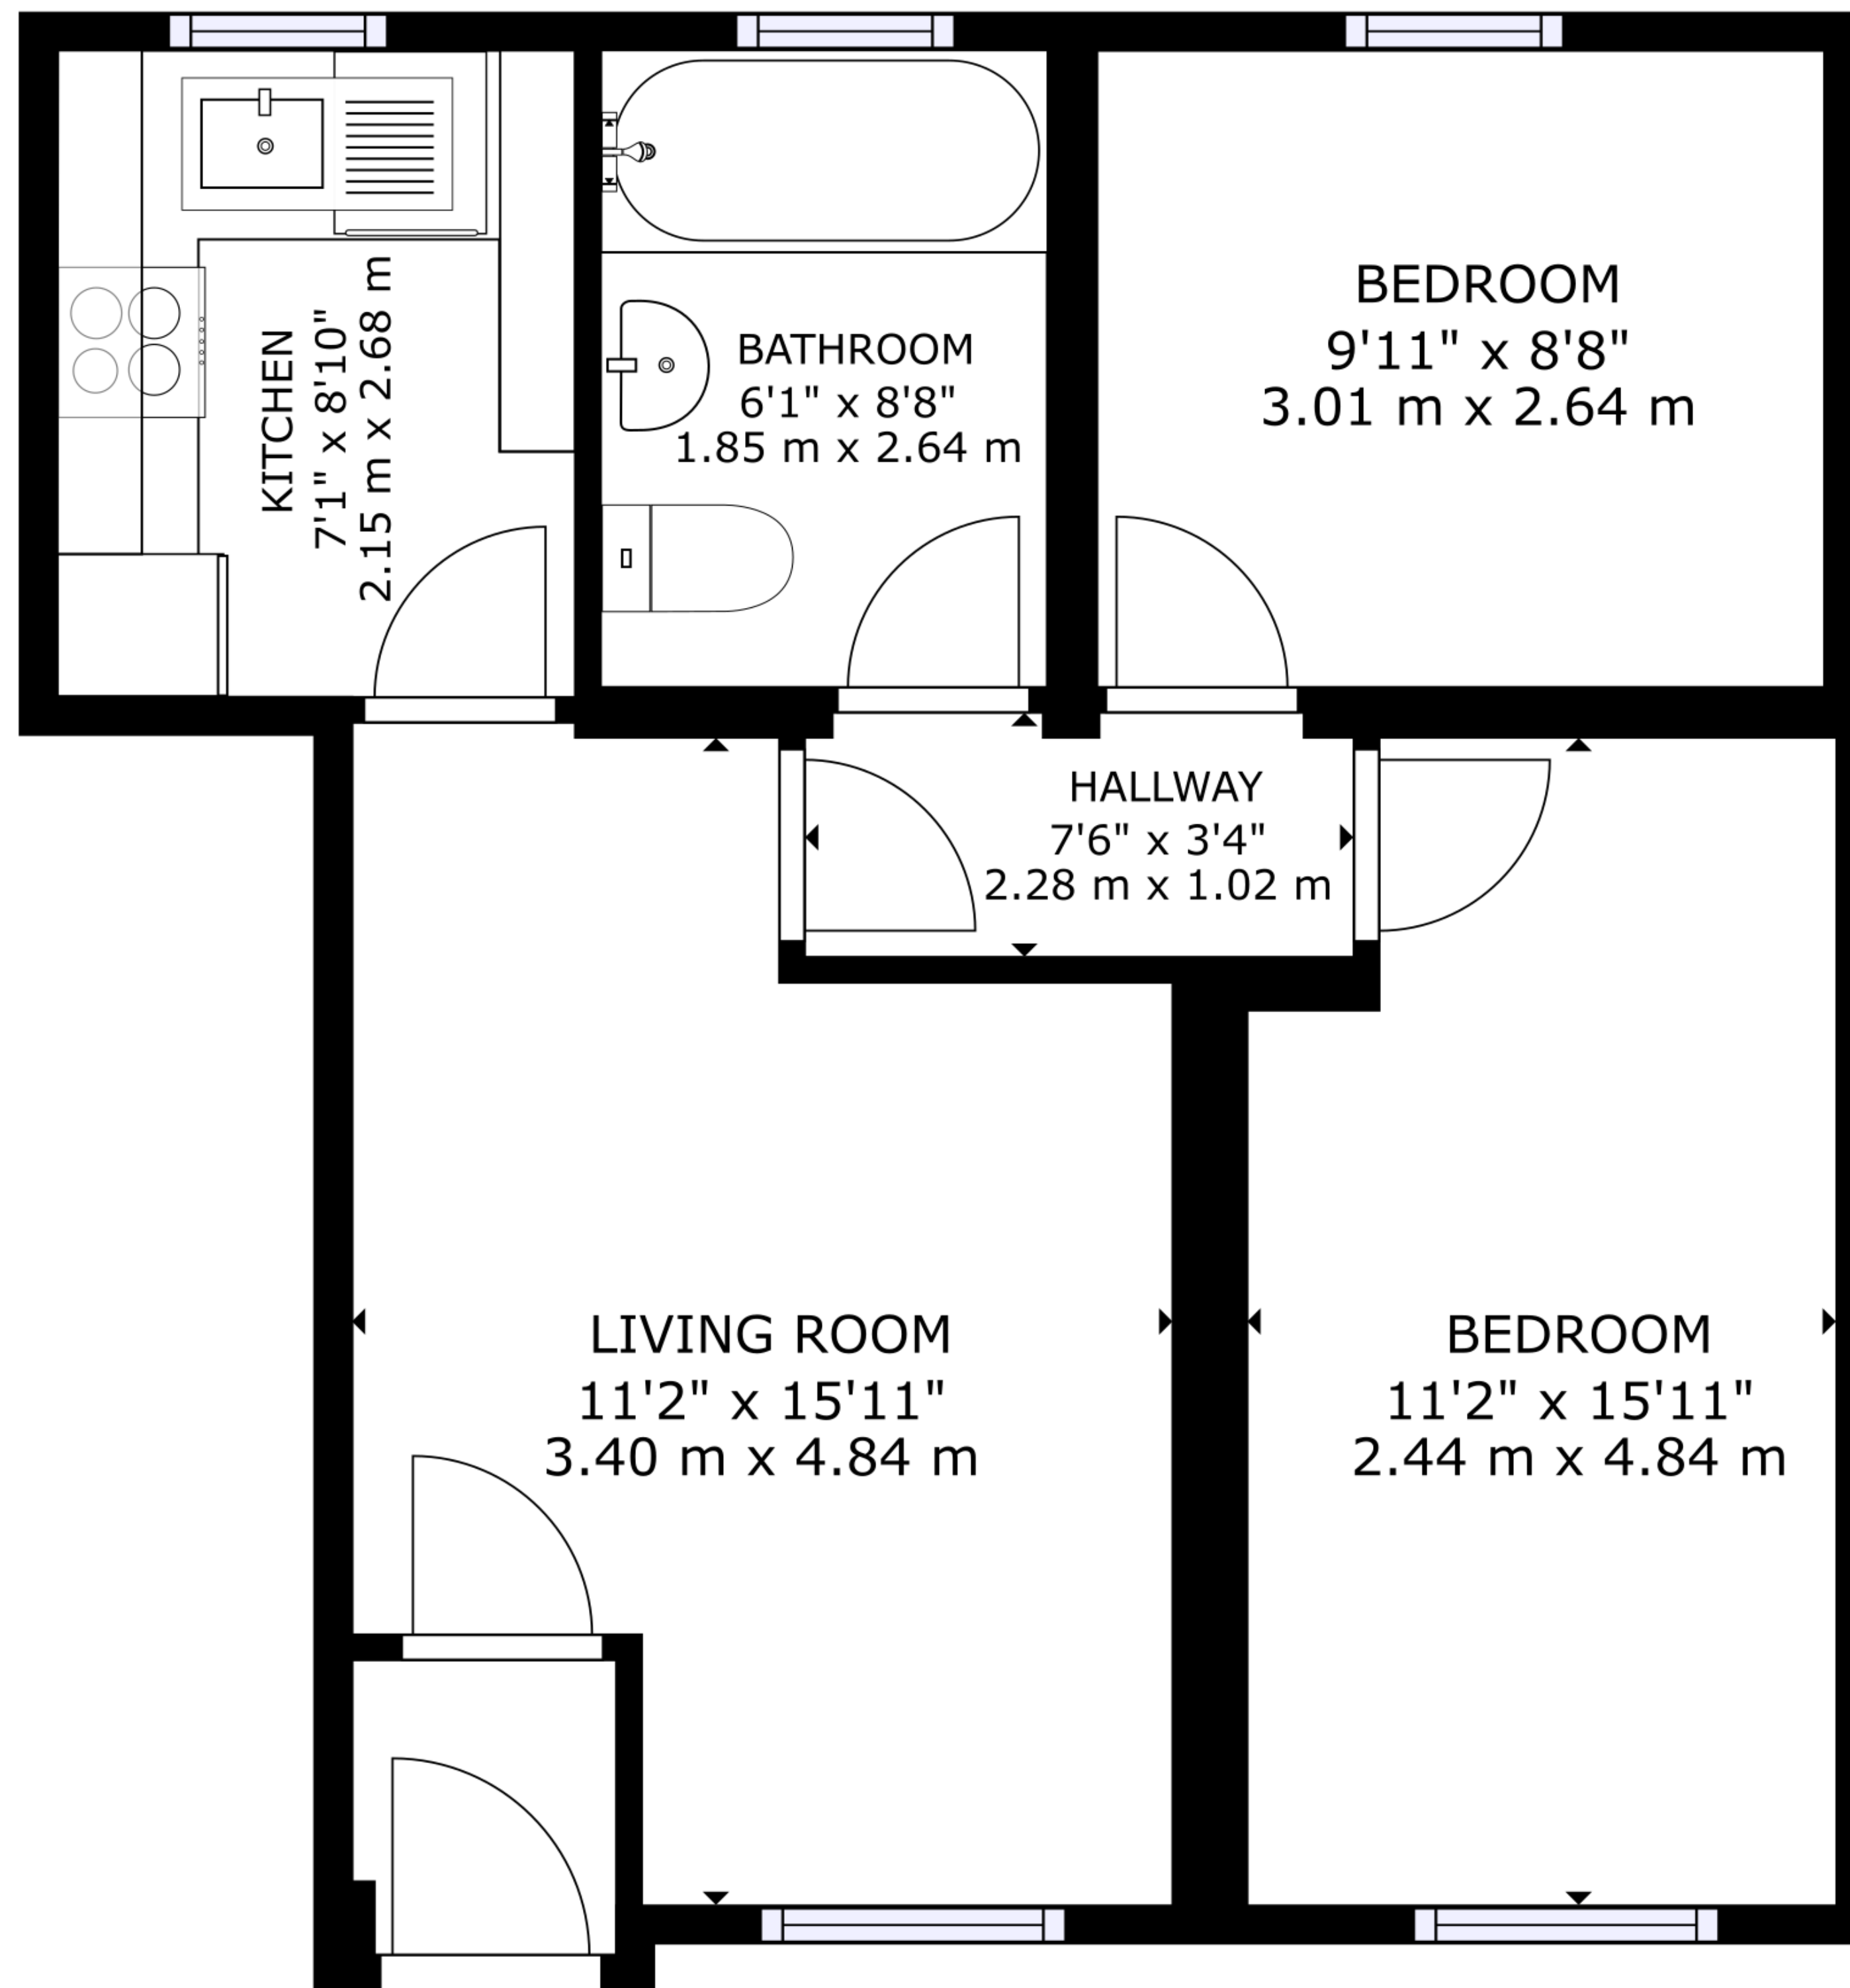 KITCHEN
7'1" x 8'10"
2.15 m x 2.68 m
BATHROOM
6'1" x 8'8"
1.85 m x 2.64 m
BEDROOM
9'11" x 8'8"
3.01 m x 2.64 m
HALLWAY
7'6" x 3'4"
2.28 m x 1.02 m
LIVING ROOM
11'2" x 15'11"
3.40 m x 4.84 m
BEDROOM
11'2" x 15'11"
2.44 m x 4.84 m